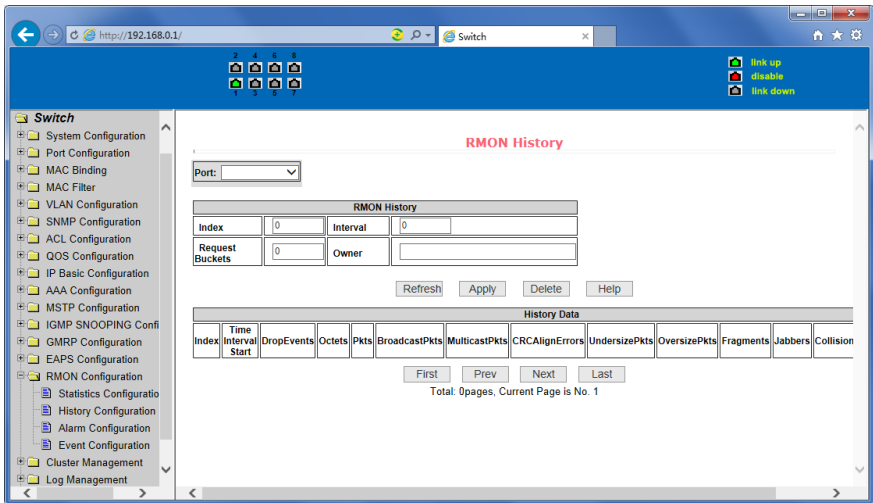 http://192.168.0.1/
Switch
2 4 6 8
1 3 5 7
link up
disable
link down
Switch
System Configuration
Port Configuration
MAC Binding
MAC Filter
VLAN Configuration
SNMP Configuration
ACL Configuration
QOS Configuration
IP Basic Configuration
AAA Configuration
MSTP Configuration
IGMP SNOOPING Confi
GMRP Configuration
EAPS Configuration
RMON Configuration
Statistics Configuratio
History Configuration
Alarm Configuration
Event Configuration
Cluster Management
Log Management
RMON History
Port:
RMON History
Index 0 Interval 0
Request Buckets 0 Owner
Refresh Apply Delete Help
History Data
Index Time Interval Start DropEvents Octets Pkts BroadcastPkts MulticastPkts CRCAlignErrors UndersizePkts OversizePkts Fragments Jabbers Collision
First Prev Next Last
Total: 0pages, Current Page is No. 1